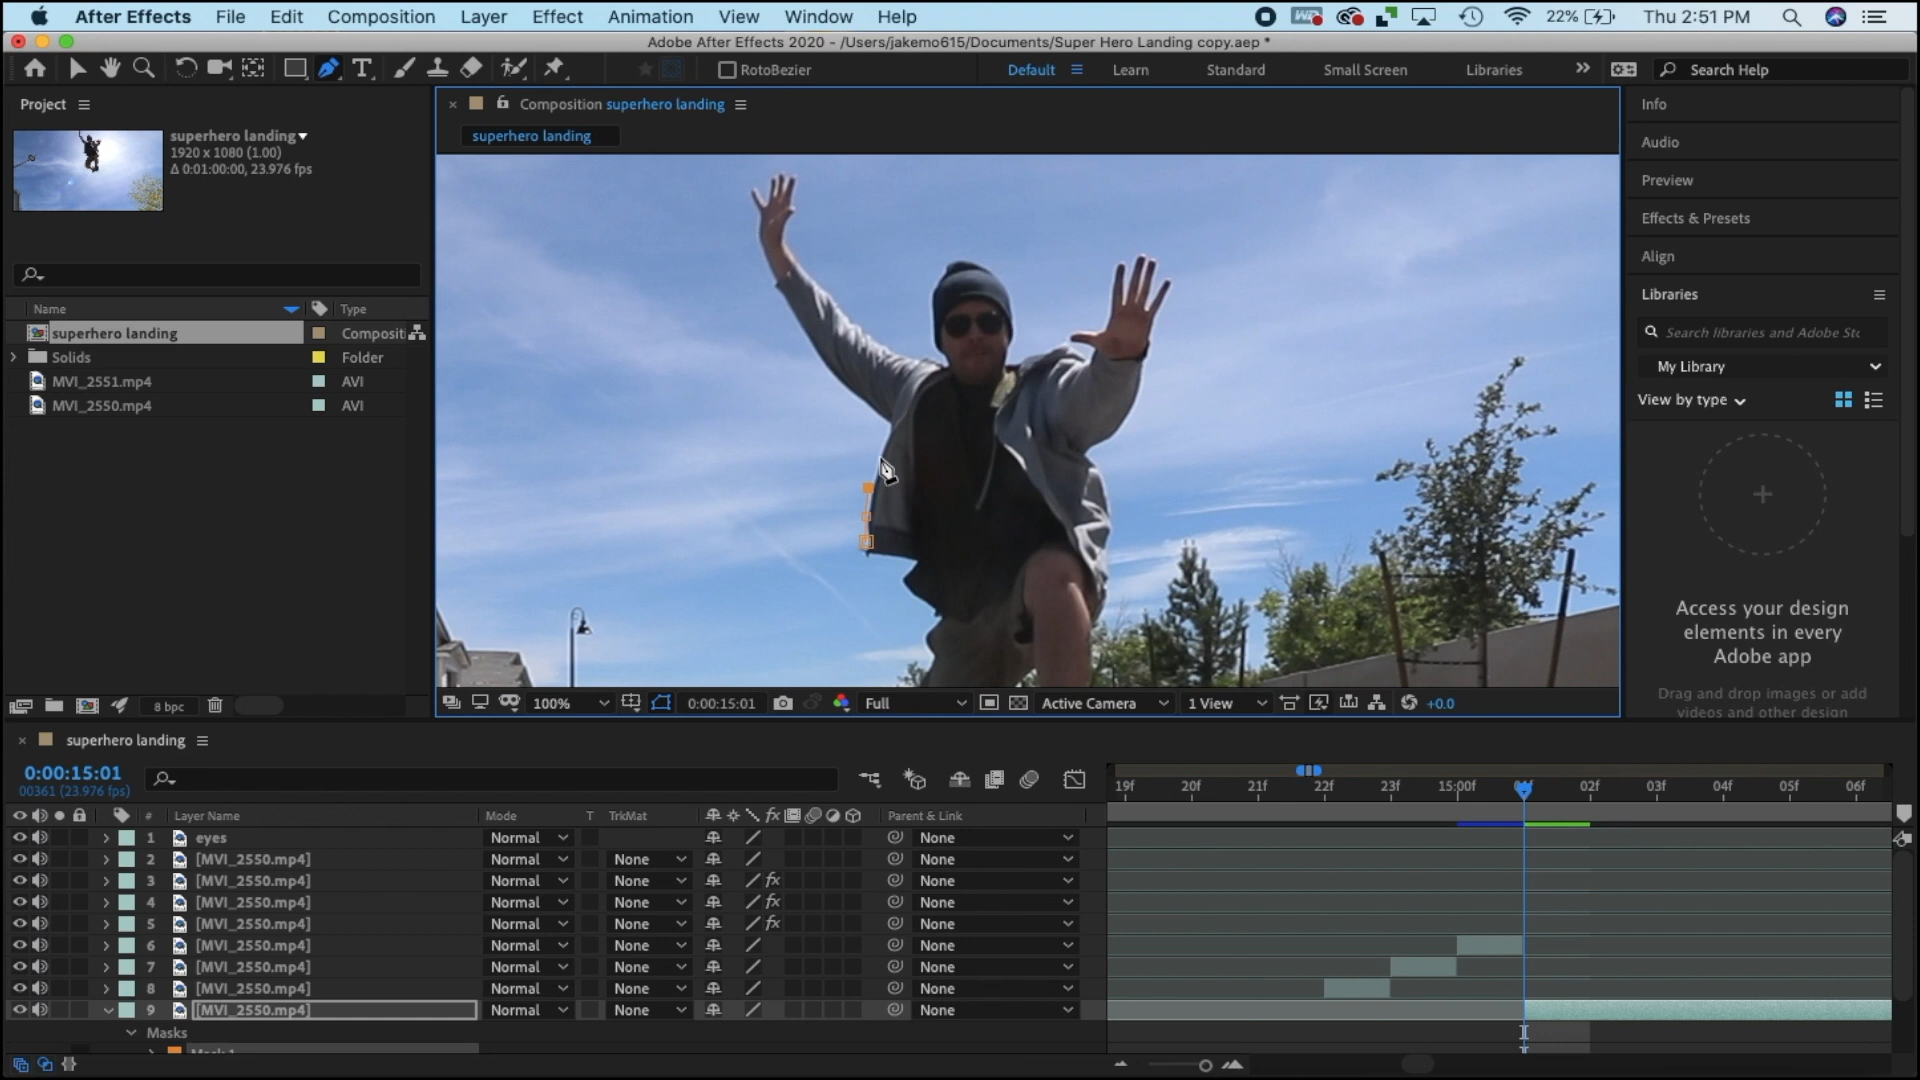 After Effects File Edit Composition Layer Effect Animation View Window Help 22% Thu 2:51 PM
Adobe After Effects 2020 - /Users/jakemo615/Documents/Super Hero Landing copy.aep *
RotoBezier Default Learn Standard Small Screen Libraries Search Help
Project
superhero landing
1920 x 1080 (1.00)
Δ 0:01:00:00, 23.976 fps
Name Type
superhero landing Composit
Solids Folder
MVI_2551.mp4 AVI
MVI_2550.mp4 AVI
8 bpc
Composition superhero landing
superhero landing
100% 0:00:15:01 Full Active Camera 1 View +0.0
Info
Audio
Preview
Effects & Presets
Align
Libraries
Search libraries and Adobe Stc
My Library
View by type
Access your design
elements in every
Adobe app
Drag and drop images or add
videos and other design
superhero landing
0:00:15:01
00361 (23.976 fps)
19f 20f 21f 22f 23f 15:00f 02f 03f 04f 05f 06f
# Layer Name Mode T TrkMat fx Parent & Link
1 eyes Normal None
2 [MVI_2550.mp4] Normal None None
3 [MVI_2550.mp4] Normal None fx None
4 [MVI_2550.mp4] Normal None fx None
5 [MVI_2550.mp4] Normal None fx None
6 [MVI_2550.mp4] Normal None None
7 [MVI_2550.mp4] Normal None None
8 [MVI_2550.mp4] Normal None None
9 [MVI_2550.mp4] Normal None None
Masks